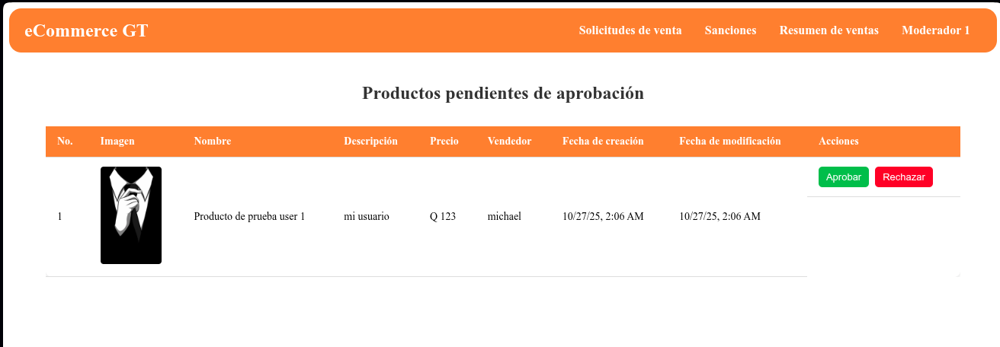 eCommerce GT Solicitudes de venta Sanciones Resumen de ventas Moderador 1
Productos pendientes de aprobación
No. Imagen Nombre Descripción Precio Vendedor Fecha de creación Fecha de modificación Acciones
Aprobar Rechazar
1 Producto de prueba user 1 mi usuario Q 123 michael 10/27/25, 2:06 AM 10/27/25, 2:06 AM